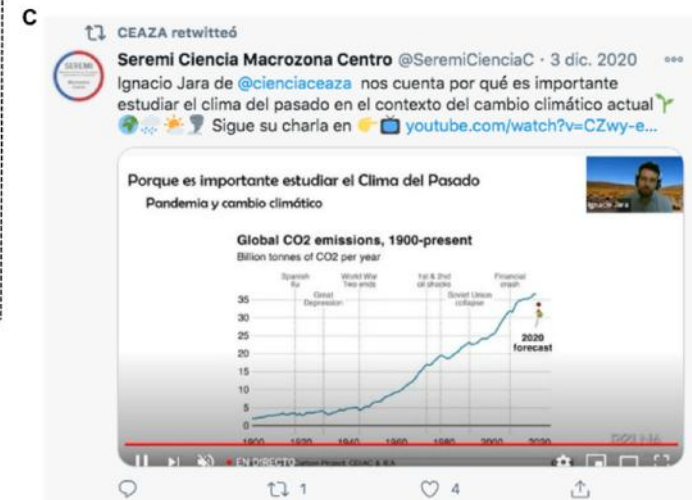 C
CEAZA retwitteó
SEREMI
Seremi Ciencia Macrozona Centro @SeremiCienciaC · 3 dic. 2020
Ignacio Jara de @cienciaceaza nos cuenta por qué es importante
estudiar el clima del pasado en el contexto del cambio climático actual
Sigue su charla en youtube.com/watch?v=CZwy-e...
Porque es importante estudiar el Clima del Pasado
Pandemia y cambio climático
Ignacio Jara
Global CO2 emissions, 1900-present
Billion tonnes of CO2 per year
Spanish flu
World War Two ends
1st & 2nd oil shocks
Financial crash
Great Depression
Soviet Union collapse
35
30
25
20
15
10
5
0
2020 forecast
1900 1920 1940 1960 1980 2000 2020
EN DIRECTO
1
4